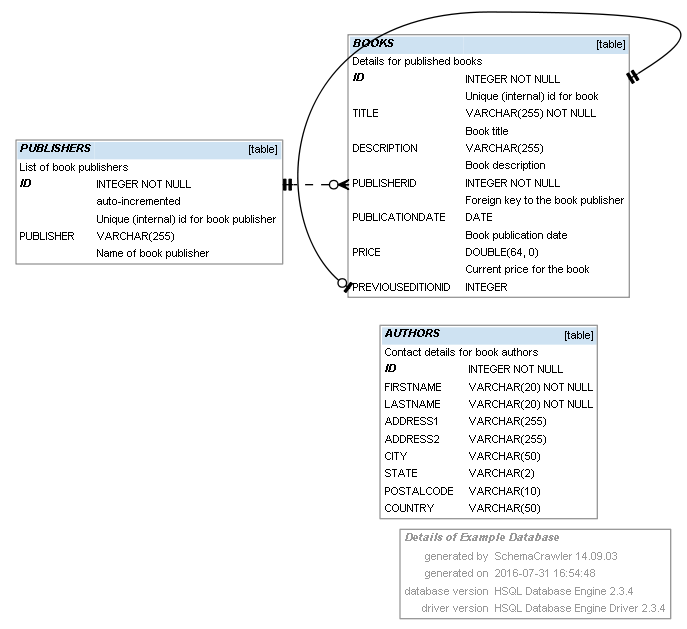 BOOKS [table]
Details for published books
ID INTEGER NOT NULL
Unique (internal) id for book
TITLE VARCHAR(255) NOT NULL
Book title
DESCRIPTION VARCHAR(255)
Book description
PUBLISHERID INTEGER NOT NULL
Foreign key to the book publisher
PUBLICATIONDATE DATE
Book publication date
PRICE DOUBLE(64, 0)
Current price for the book
PREVIOUSEDITIONID INTEGER
PUBLISHERS [table]
List of book publishers
ID INTEGER NOT NULL
auto-incremented
Unique (internal) id for book publisher
PUBLISHER VARCHAR(255)
Name of book publisher
AUTHORS [table]
Contact details for book authors
ID INTEGER NOT NULL
FIRSTNAME VARCHAR(20) NOT NULL
LASTNAME VARCHAR(20) NOT NULL
ADDRESS1 VARCHAR(255)
ADDRESS2 VARCHAR(255)
CITY VARCHAR(50)
STATE VARCHAR(2)
POSTALCODE VARCHAR(10)
COUNTRY VARCHAR(50)
Details of Example Database
generated by SchemaCrawler 14.09.03
generated on 2016-07-31 16:54:48
database version HSQL Database Engine 2.3.4
driver version HSQL Database Engine Driver 2.3.4